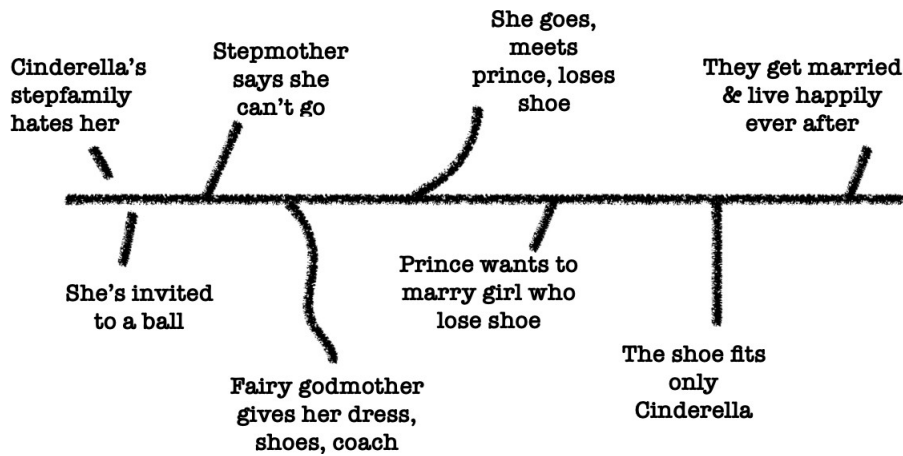 Cinderella's
stepfamily
hates her
She's invited
to a ball
Stepmother
says she
can't go
Fairy godmother
gives her dress,
shoes, coach
She goes,
meets
prince, loses
shoe
Prince wants to
marry girl who
lose shoe
The shoe fits
only
Cinderella
They get married
& live happily
ever after